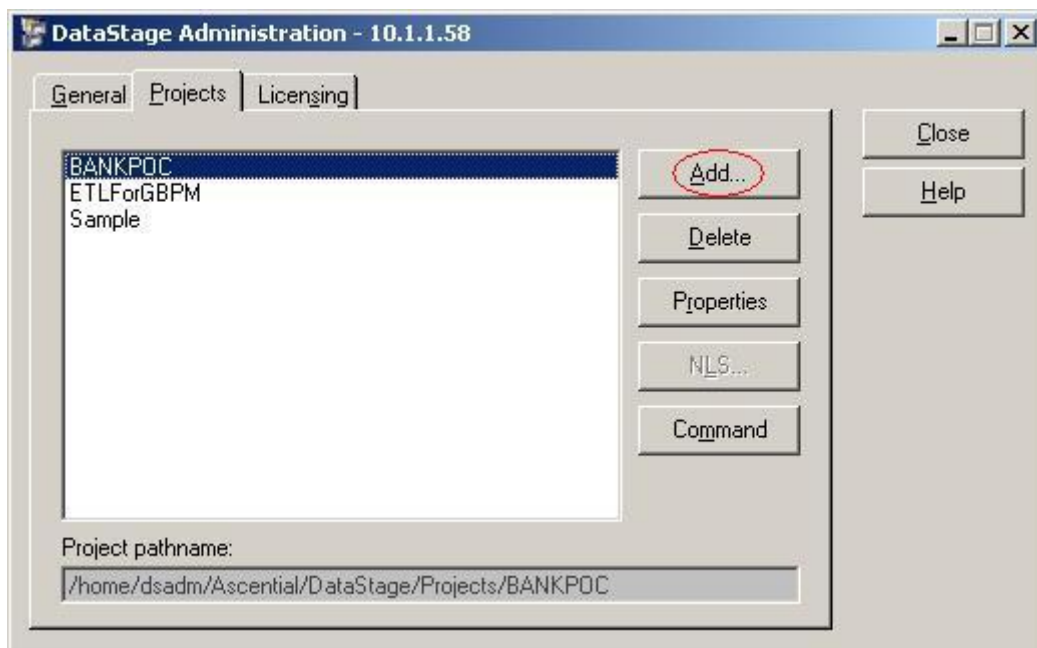 DataStage Administration - 10.1.1.58
General Projects Licensing
Close
Help
BANKPOC
ETLForGBPM
Sample
Add...
Delete
Properties
NLS...
Command
Project pathname:
/home/dsadm/Ascential/DataStage/Projects/BANKPOC